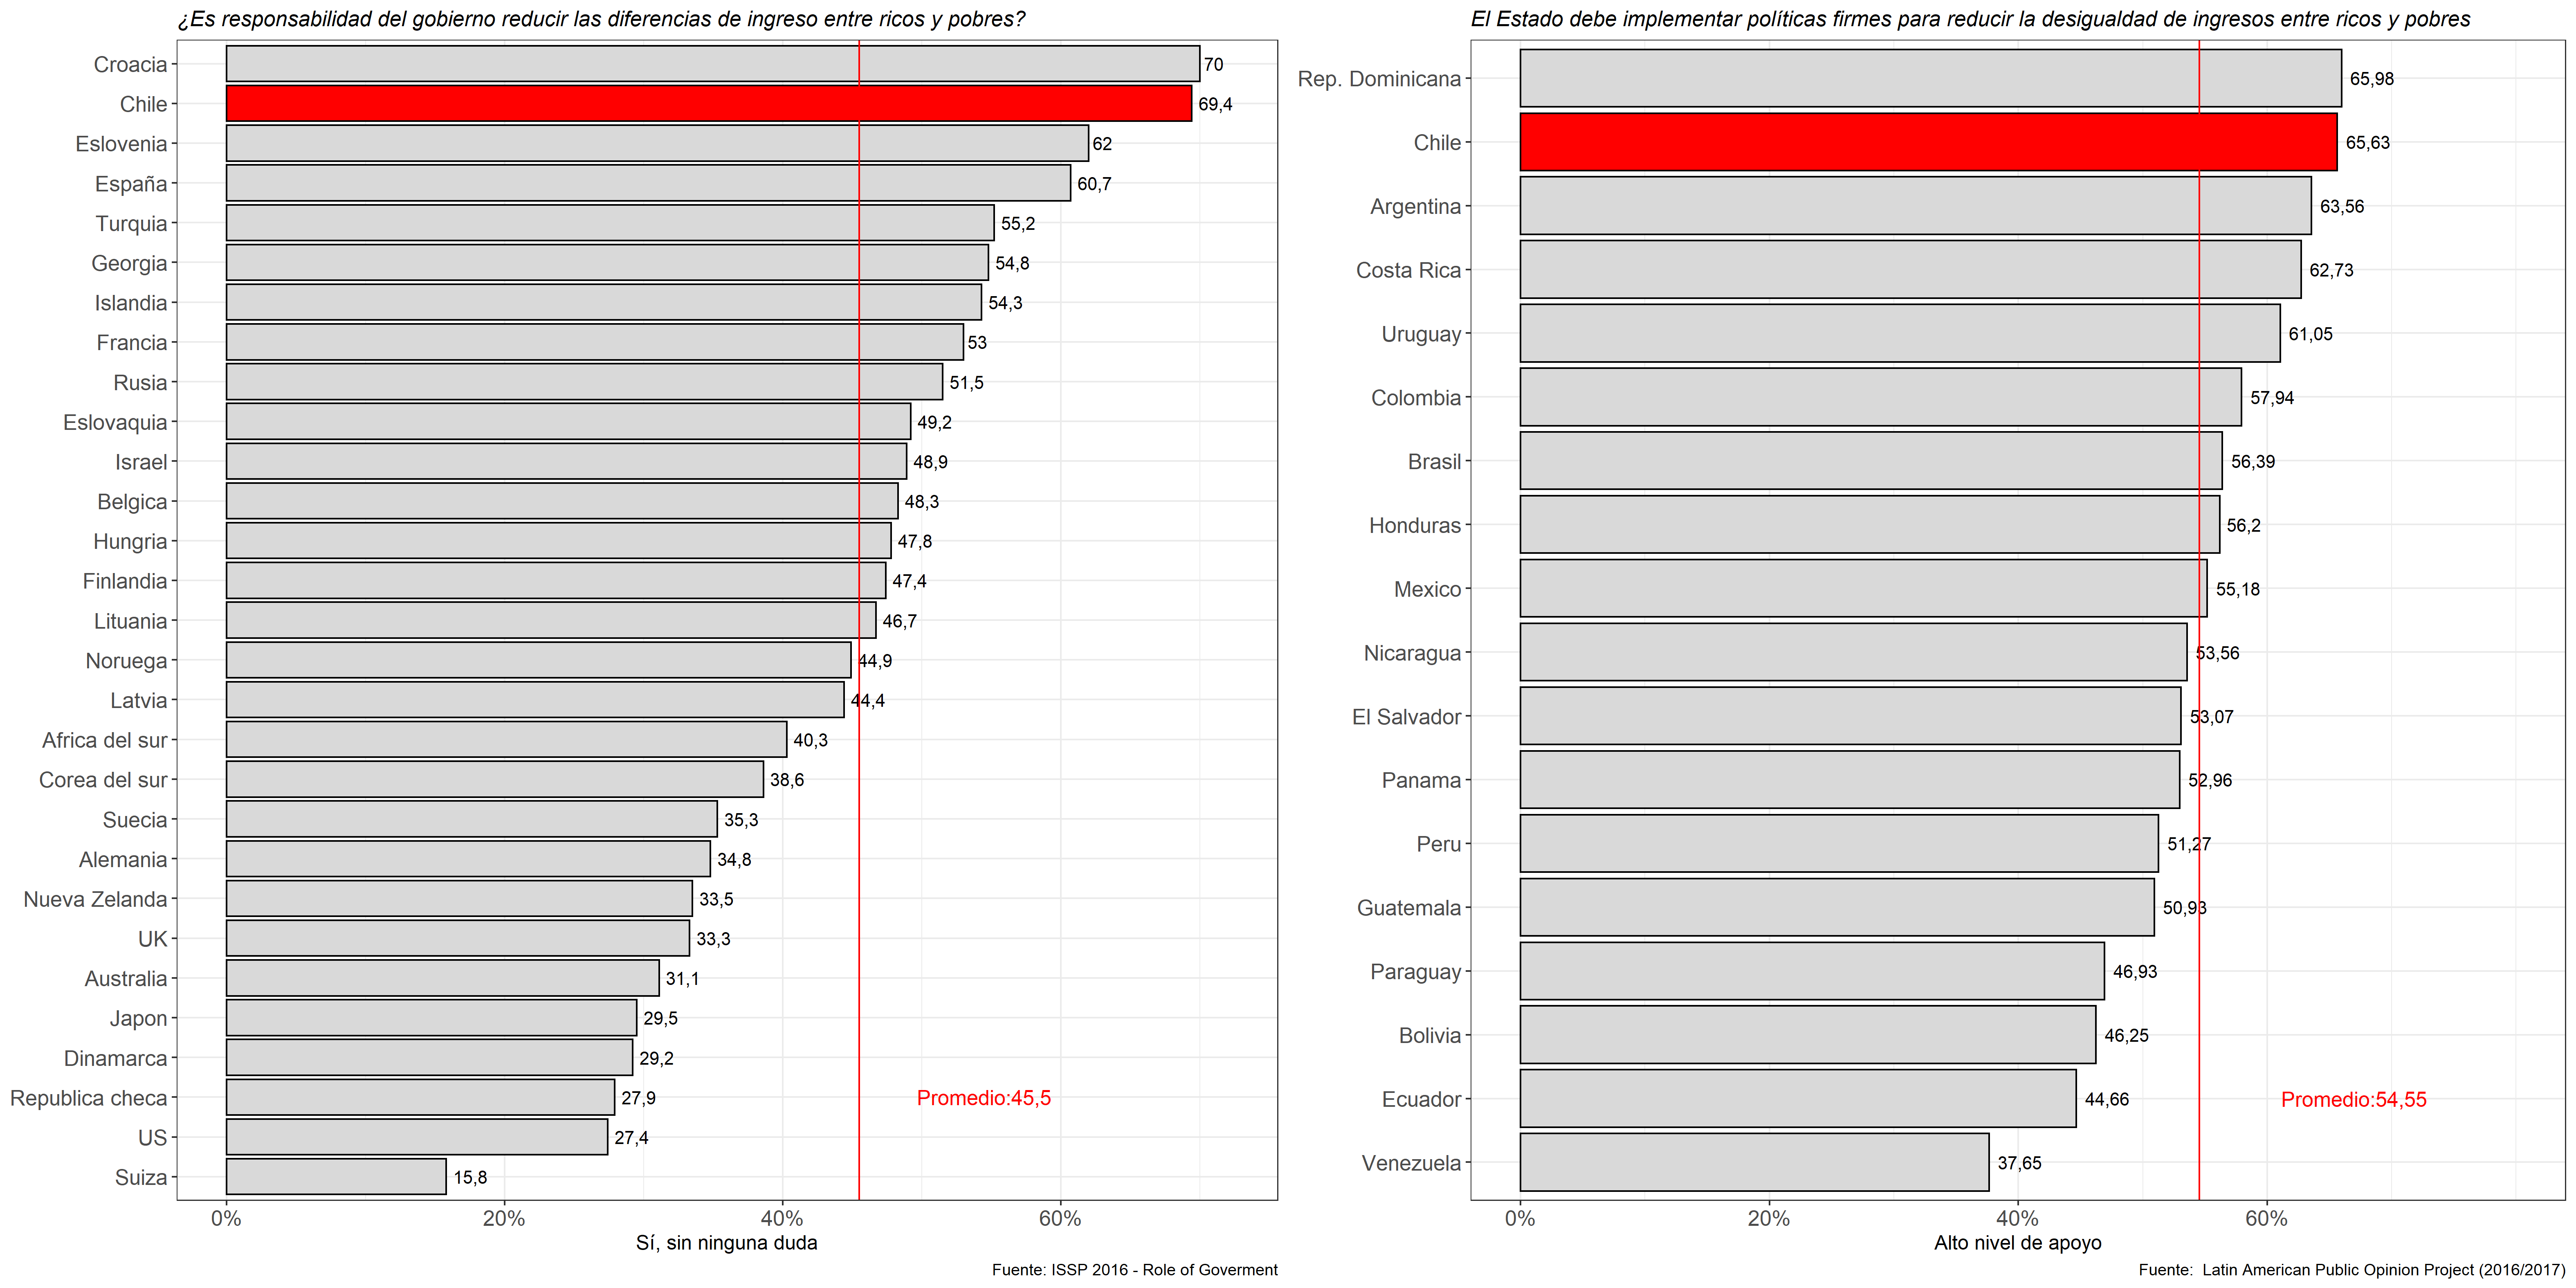 ¿Es responsabilidad del gobierno reducir las diferencias de ingreso entre ricos y pobres?
Croacia 70
Chile 69,4
Eslovenia 62
España 60,7
Turquia 55,2
Georgia 54,8
Islandia 54,3
Francia 53
Rusia 51,5
Eslovaquia 49,2
Israel 48,9
Belgica 48,3
Hungria 47,8
Finlandia 47,4
Lituania 46,7
Noruega 44,9
Latvia 44,4
Africa del sur 40,3
Corea del sur 38,6
Suecia 35,3
Alemania 34,8
Nueva Zelanda 33,5
UK 33,3
Australia 31,1
Japon 29,5
Dinamarca 29,2
Republica checa 27,9 Promedio:45,5
US 27,4
Suiza 15,8
0% 20% 40% 60%
Sí, sin ninguna duda
Fuente: ISSP 2016 - Role of Goverment
El Estado debe implementar políticas firmes para reducir la desigualdad de ingresos entre ricos y pobres
Rep. Dominicana 65,98
Chile 65,63
Argentina 63,56
Costa Rica 62,73
Uruguay 61,05
Colombia 57,94
Brasil 56,39
Honduras 56,2
Mexico 55,18
Nicaragua 53,56
El Salvador 53,07
Panama 52,96
Peru 51,27
Guatemala 50,93
Paraguay 46,93
Bolivia 46,25
Ecuador 44,66 Promedio:54,55
Venezuela 37,65
0% 20% 40% 60%
Alto nivel de apoyo
Fuente: Latin American Public Opinion Project (2016/2017)